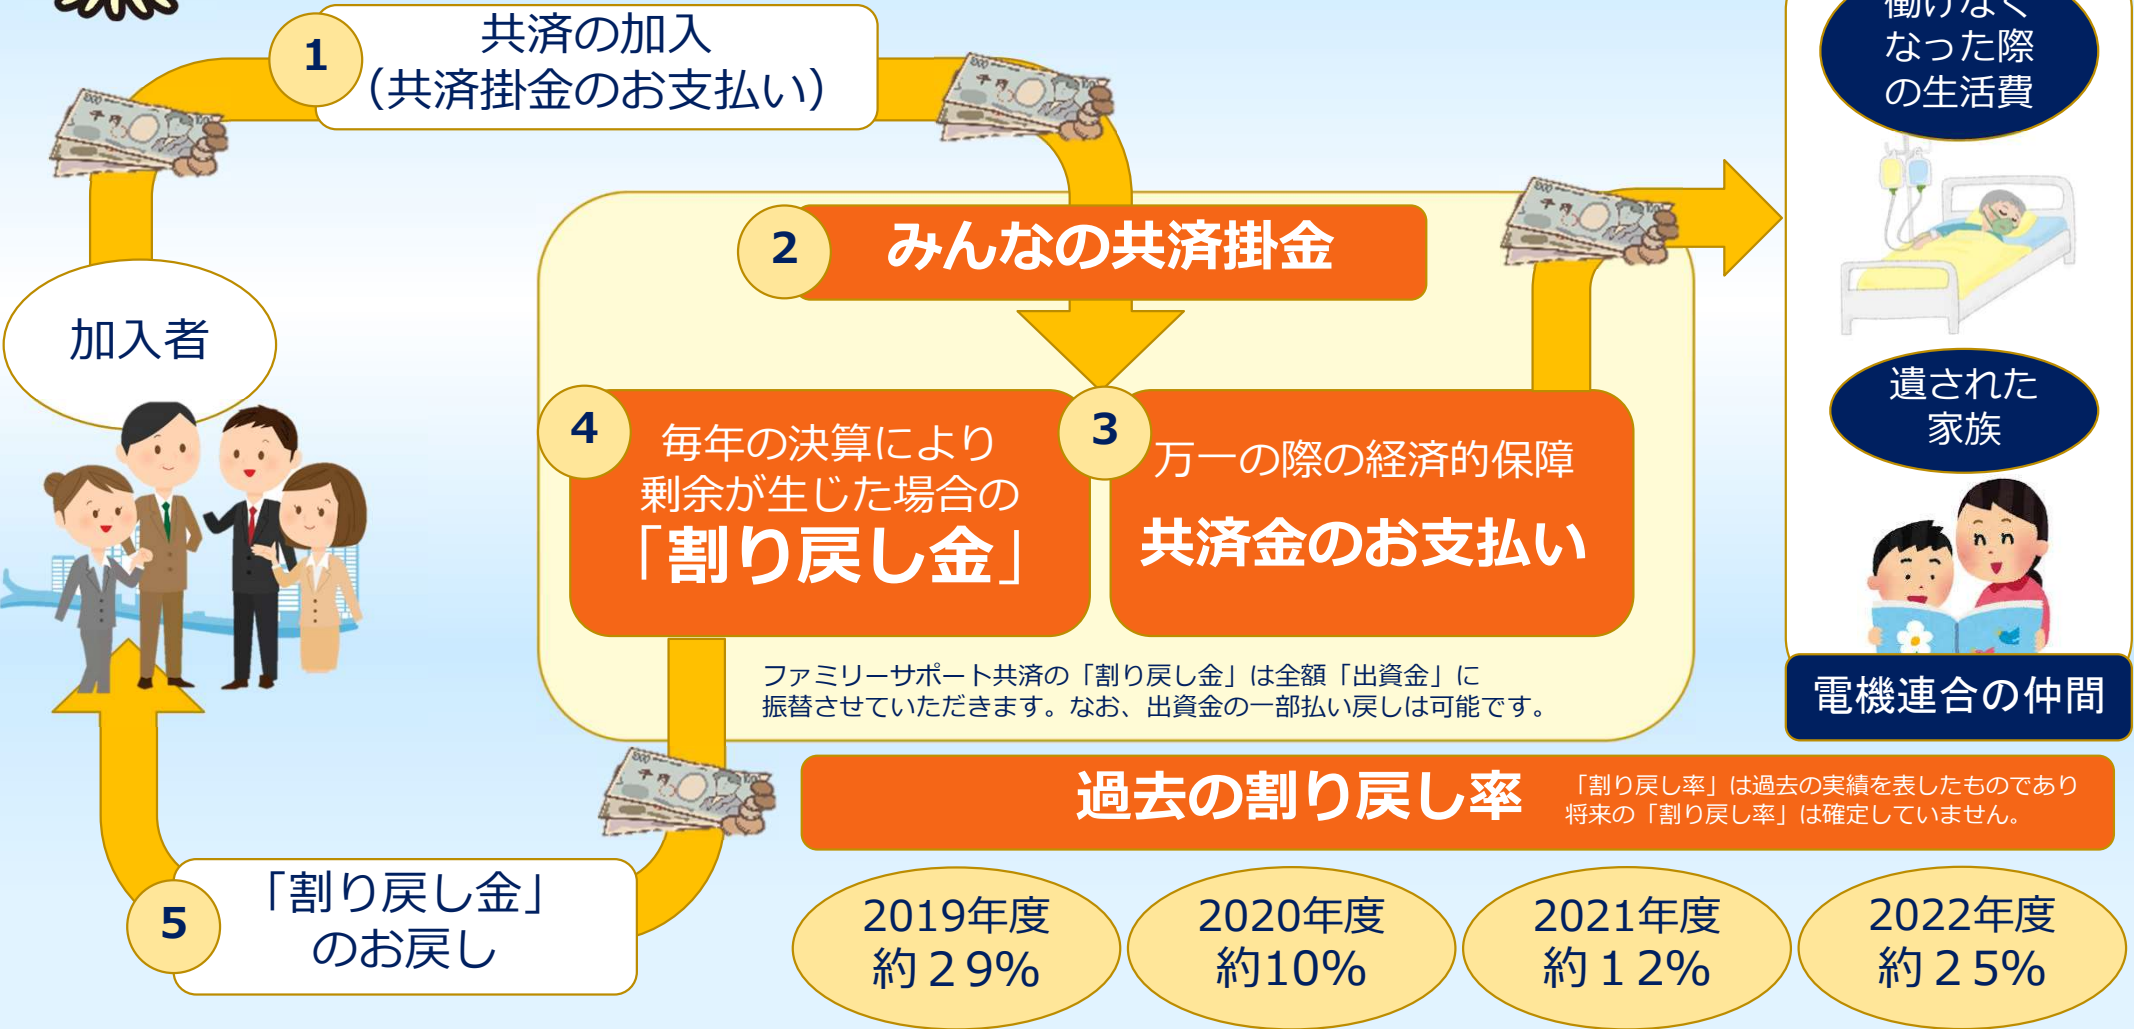 1
共済の加入
（共済掛金のお支払い）
働けなく
なった際
の生活費
2
みんなの共済掛金
加入者
遺された
家族
4
毎年の決算により
剰余が生じた場合の
「割り戻し金」
3
万一の際の経済的保障
共済金のお支払い
ファミリーサポート共済の「割り戻し金」は全額「出資金」に
振替させていただきます。なお、出資金の一部払い戻しは可能です。
電機連合の仲間
過去の割り戻し率
「割り戻し率」は過去の実績を表したものであり
将来の「割り戻し率」は確定していません。
5
「割り戻し金」
のお戻し
2019年度
約２9%
2020年度
約10%
2021年度
約１2%
2022年度
約２5%